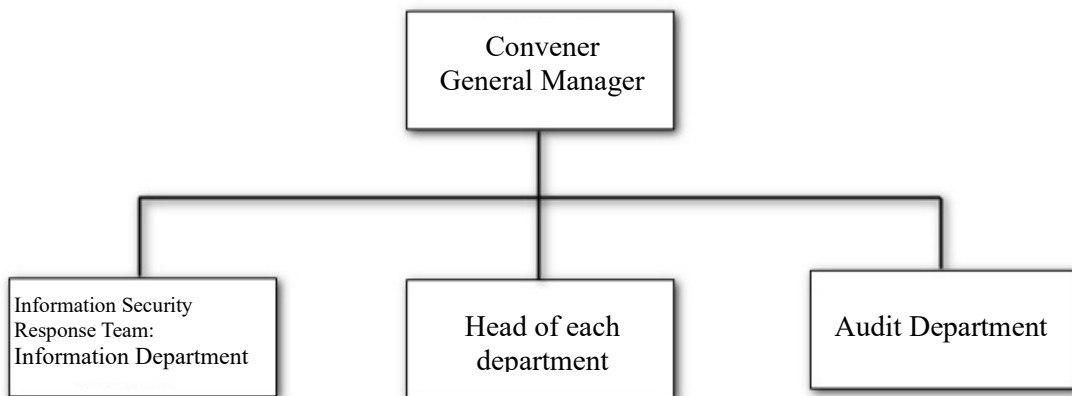 Convener
General Manager
Information Security
Response Team:
Information Department
Head of each
department
Audit Department